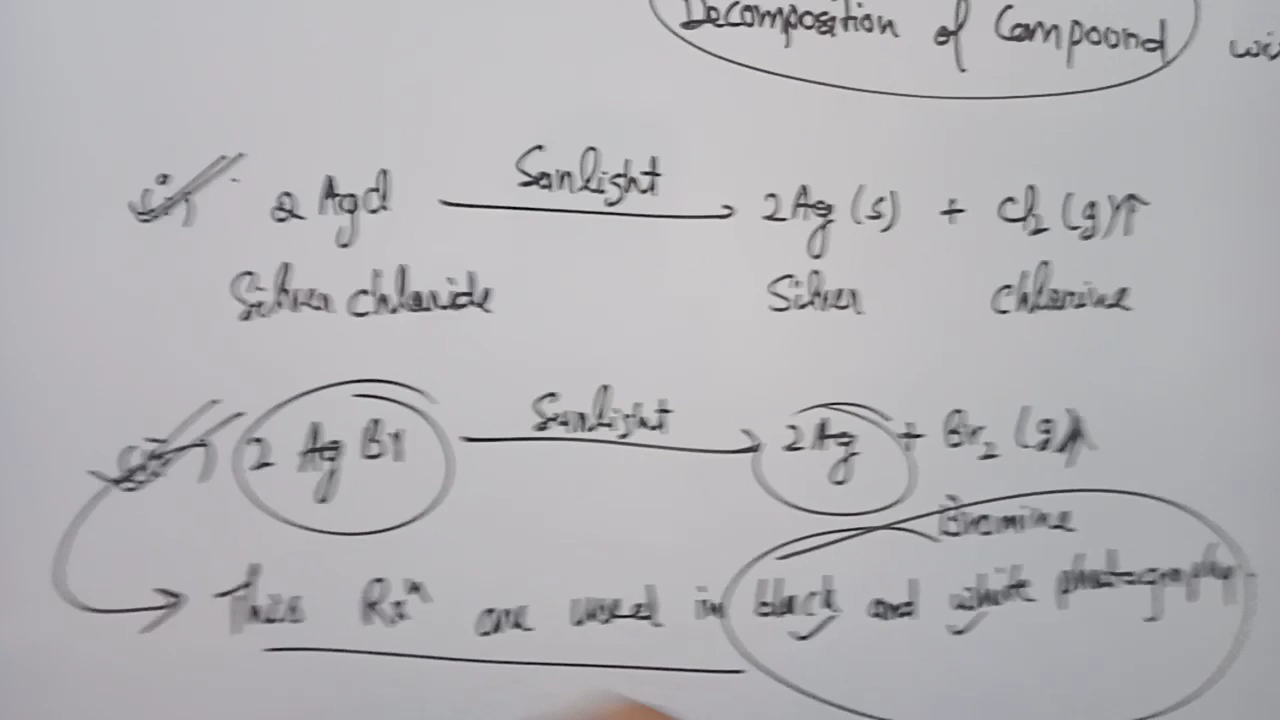 Decomposition of Compound
i) 2 AgCl Sunlight → 2Ag (s) + Cl2 (g)↑
Silver chloride Silver Chlorine
2 AgBr Sunlight → 2Ag + Br2 (g)↑
Bromine
→ This Rxn are used in black and white photography.